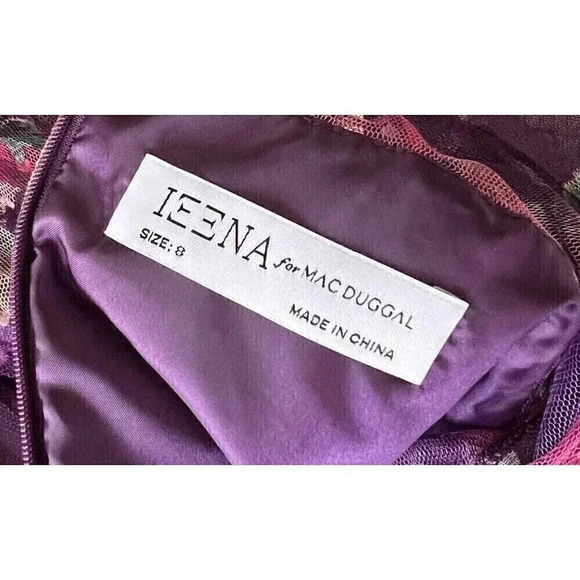 IEENA for MAC DUGGAL
SIZE: 8
MADE IN CHINA